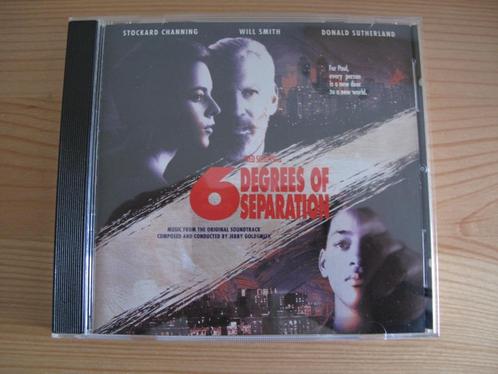 STOCKARD CHANNING WILL SMITH DONALD SUTHERLAND
For Paul,
every person
is a new door
to a new world.
6 DEGREES OF
SEPARATION
MUSIC FROM THE ORIGINAL SOUNDTRACK
COMPOSED AND CONDUCTED BY JERRY GOLDSMITH